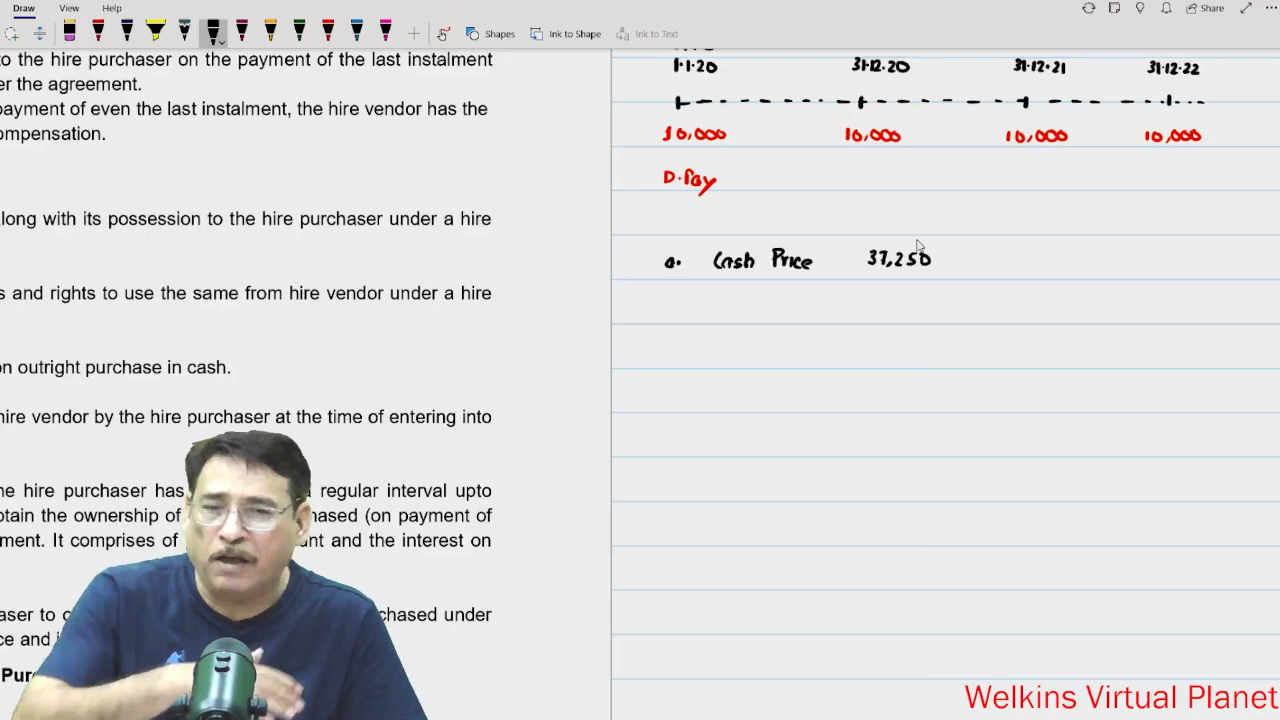 Draw View Help Share
Shapes Ink to Shape Ink to Text
to the hire purchaser on the payment of the last instalment
er the agreement.
payment of even the last instalment, the hire vendor has the
ompensation.
long with its possession to the hire purchaser under a hire
s and rights to use the same from hire vendor under a hire
on outright purchase in cash.
hire vendor by the hire purchaser at the time of entering into
he hire purchaser has regular interval upto
otain the ownership of hased (on payment of
ment. It comprises of unt and the interest on
aser to chased under
ce and i
Pur
1.1.20 31.12.20 31.12.21 31.12.22
10,000 10,000 10,000 10,000
D.Pay
a. Cash Price 37,250
Welkins Virtual Planet